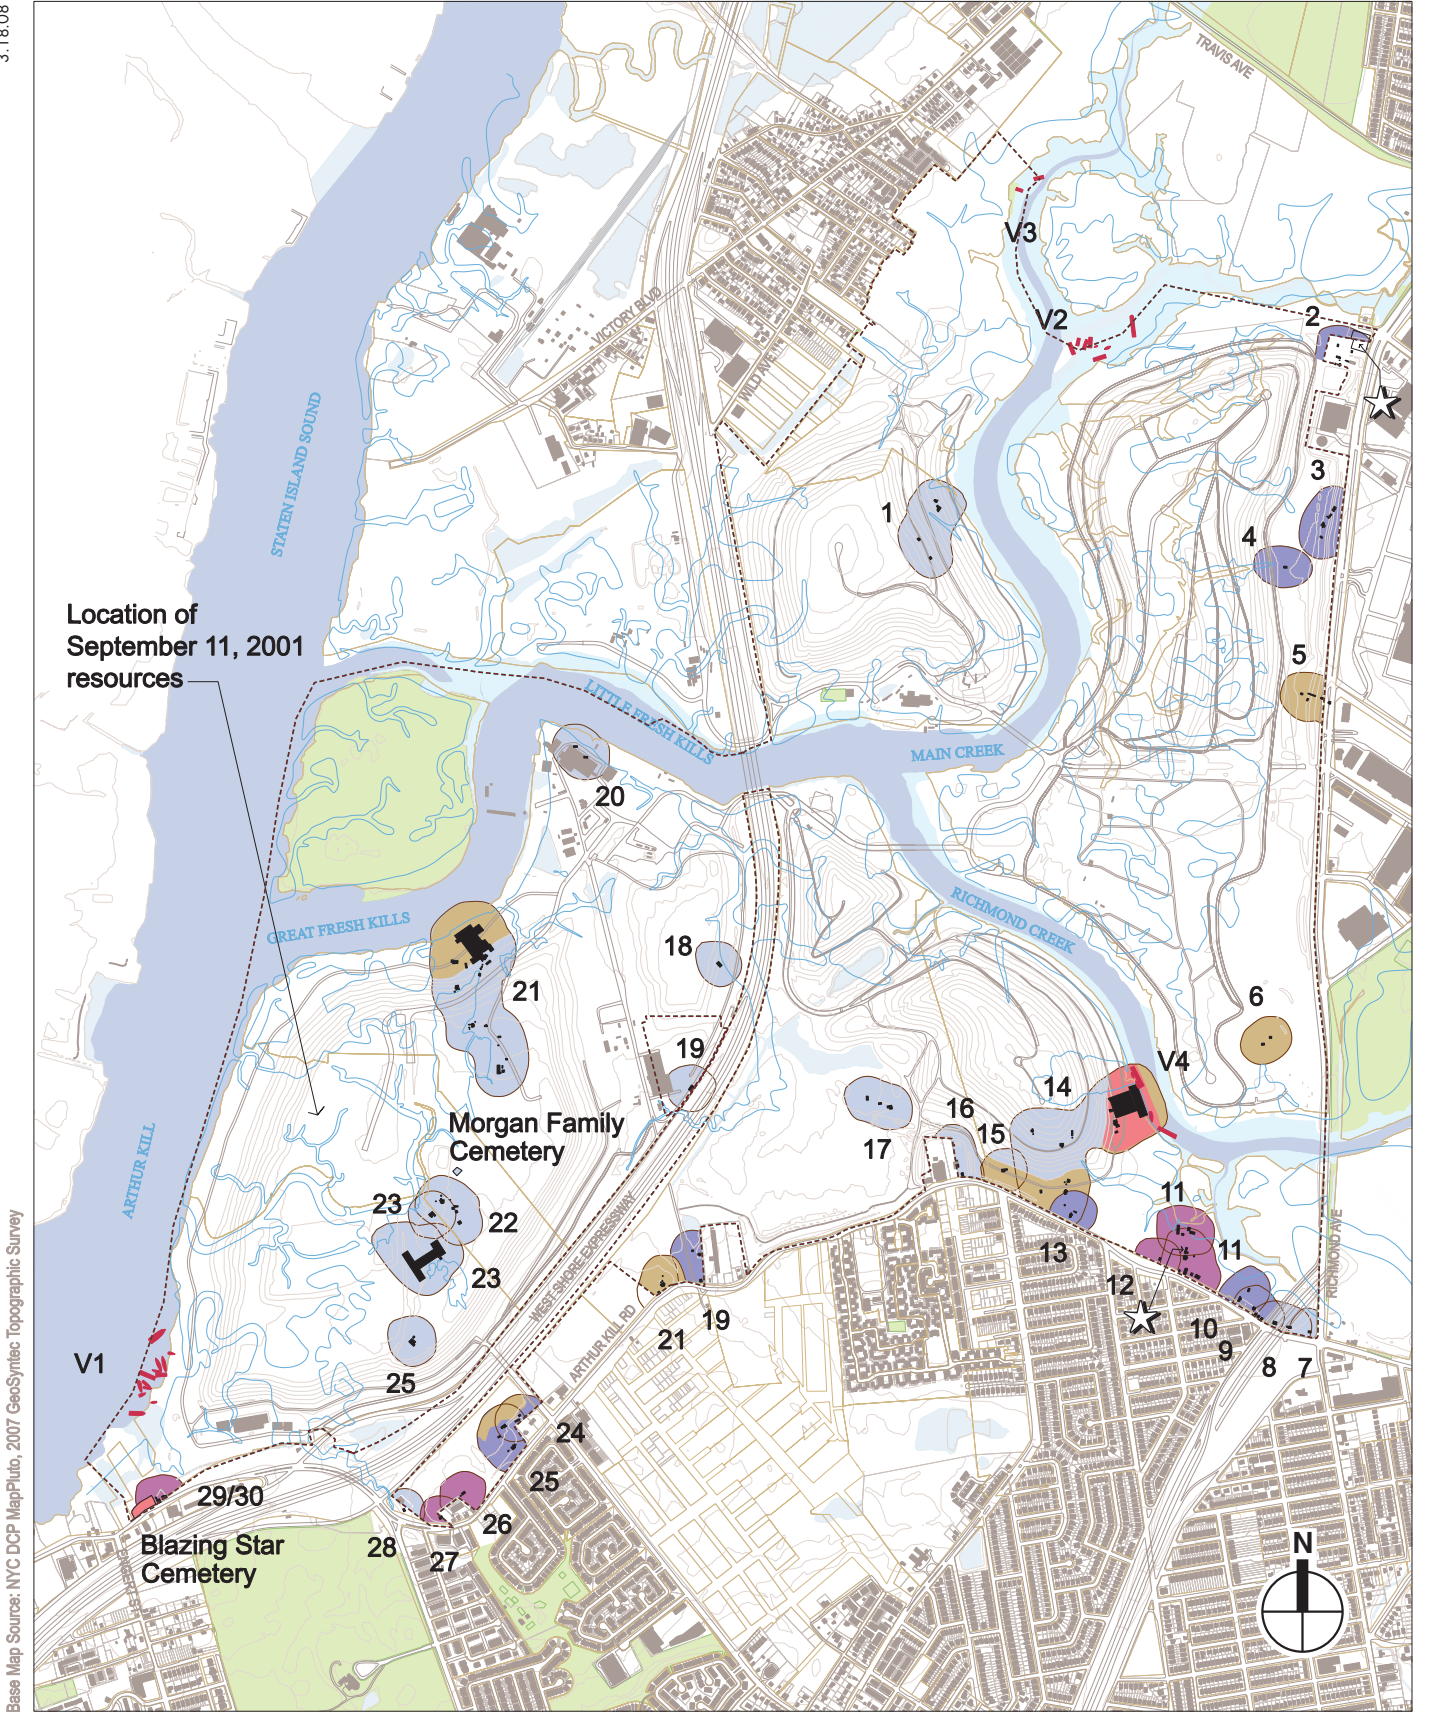 3.18.08
TRAVIS AVE
V3
V2
2
VICTORY BLVD
WILD AVE
STATEN ISLAND SOUND
3
1
4
Location of
September 11, 2001
resources
5
LITTLE FRESH KILLS
MAIN CREEK
20
RICHMOND CREEK
GREAT FRESH KILLS
18
21
6
19
V4
14
16
15
17
Morgan Family
Cemetery
ARTHUR KILL
23
22
23
11
11
13
12
WEST SHORE EXPRESSWAY
RICHMOND AVE
19
21
ARTHUR KILL RD
10
9
8
7
V1
25
24
25
29/30
26
28
27
Blazing Star
Cemetery
N
Base Map Source: NYC DCP MapPluto, 2007 GeoSyntec Topographic Survey